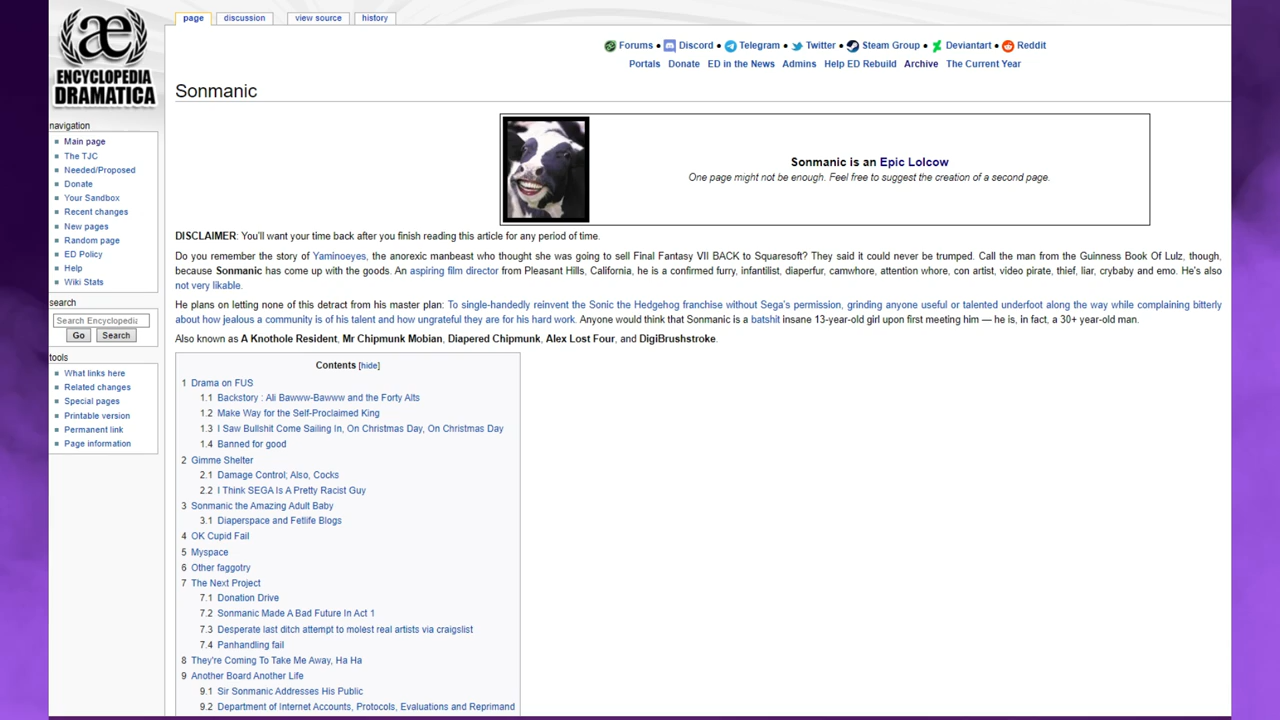 page
discussion
view source
history
ENCYCLOPEDIA
DRAMATICA
Forums • Discord • Telegram • Twitter • Steam Group • Deviantart Reddit
Portals Donate ED in the News Admins Help ED Rebuild Archive The Current Year
Sonmanic
Sonmanic is an Epic Lolcow
One page might not be enough. Feel free to suggest the creation of a second page.
navigation
Main page
The TJC
Needed/Proposed
Donate
Your Sandbox
Recent changes
New pages
Random page
ED Policy
Help
Wiki Stats
search
Search Encyclopedia
Go Search
tools
What links here
Related changes
Special pages
Printable version
Permanent link
Page information
DISCLAIMER: You'll want your time back after you finish reading this article for any period of time.
Do you remember the story of Yaminoeyes, the anorexic manbeast who thought she was going to sell Final Fantasy VII BACK to Squaresoft? They said it could never be trumped. Call the man from the Guinness Book Of Lulz, though,
because Sonmanic has come up with the goods. An aspiring film director from Pleasant Hills, California, he is a confirmed furry, infantilist, diaperfur, camwhore, attention whore, con artist, video pirate, thief, liar, crybaby and emo. He's also
not very likable.
He plans on letting none of this detract from his master plan: To single-handedly reinvent the Sonic the Hedgehog franchise without Sega's permission, grinding anyone useful or talented underfoot along the way while complaining bitterly
about how jealous a community is of his talent and how ungrateful they are for his hard work. Anyone would think that Sonmanic is a batshit insane 13-year-old girl upon first meeting him — he is, in fact, a 30+ year-old man.
Also known as A Knothole Resident, Mr Chipmunk Mobian, Diapered Chipmunk, Alex Lost Four, and DigiBrushstroke.
Contents [hide]
1 Drama on FUS
1.1 Backstory : Ali Bawww-Bawww and the Forty Alts
1.2 Make Way for the Self-Proclaimed King
1.3 I Saw Bullshit Come Sailing In, On Christmas Day, On Christmas Day
1.4 Banned for good
2 Gimme Shelter
2.1 Damage Control; Also, Cocks
2.2 I Think SEGA Is A Pretty Racist Guy
3 Sonmanic the Amazing Adult Baby
3.1 Diaperspace and Fetlife Blogs
4 OK Cupid Fail
5 Myspace
6 Other faggotry
7 The Next Project
7.1 Donation Drive
7.2 Sonmanic Made A Bad Future In Act 1
7.3 Desperate last ditch attempt to molest real artists via craigslist
7.4 Panhandling fail
8 They're Coming To Take Me Away, Ha Ha
9 Another Board Another Life
9.1 Sir Sonmanic Addresses His Public
9.2 Department of Internet Accounts, Protocols, Evaluations and Reprimand